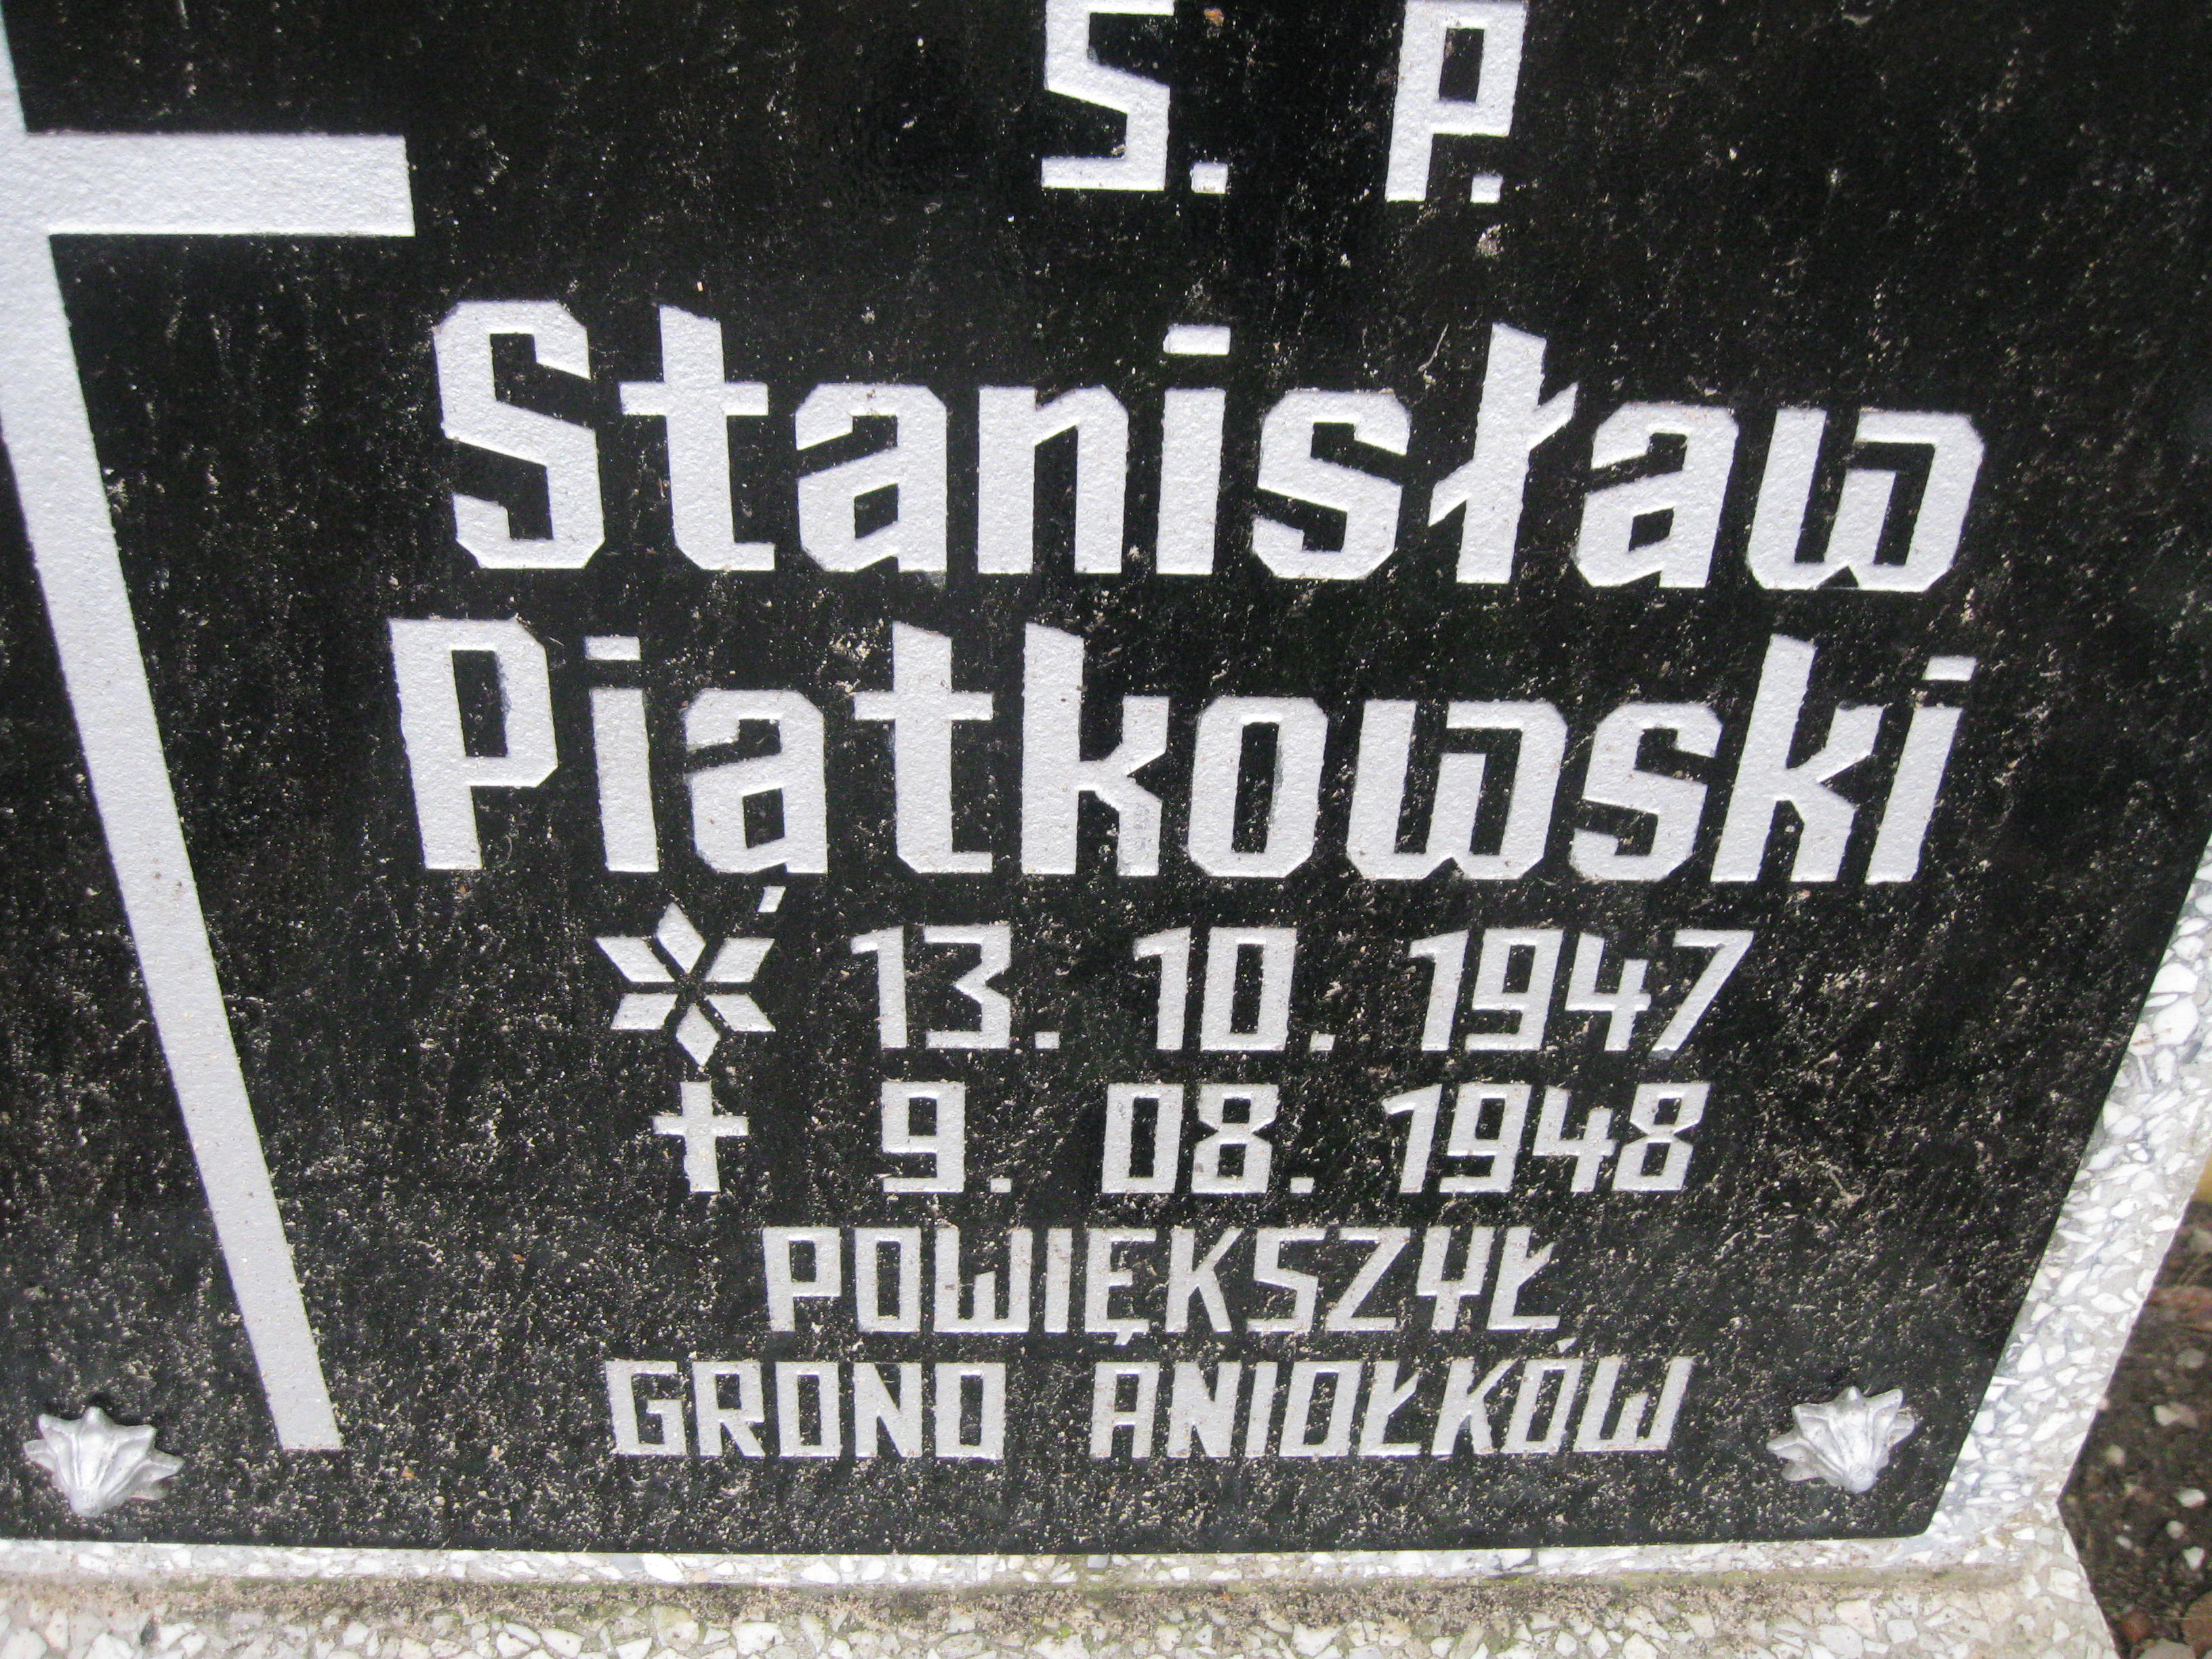 Ś. P.
Stanisław
Piątkowski
* 13. 10. 1947
† 9. 08. 1948
POWIĘKSZYŁ
GRONO ANIOŁKÓW